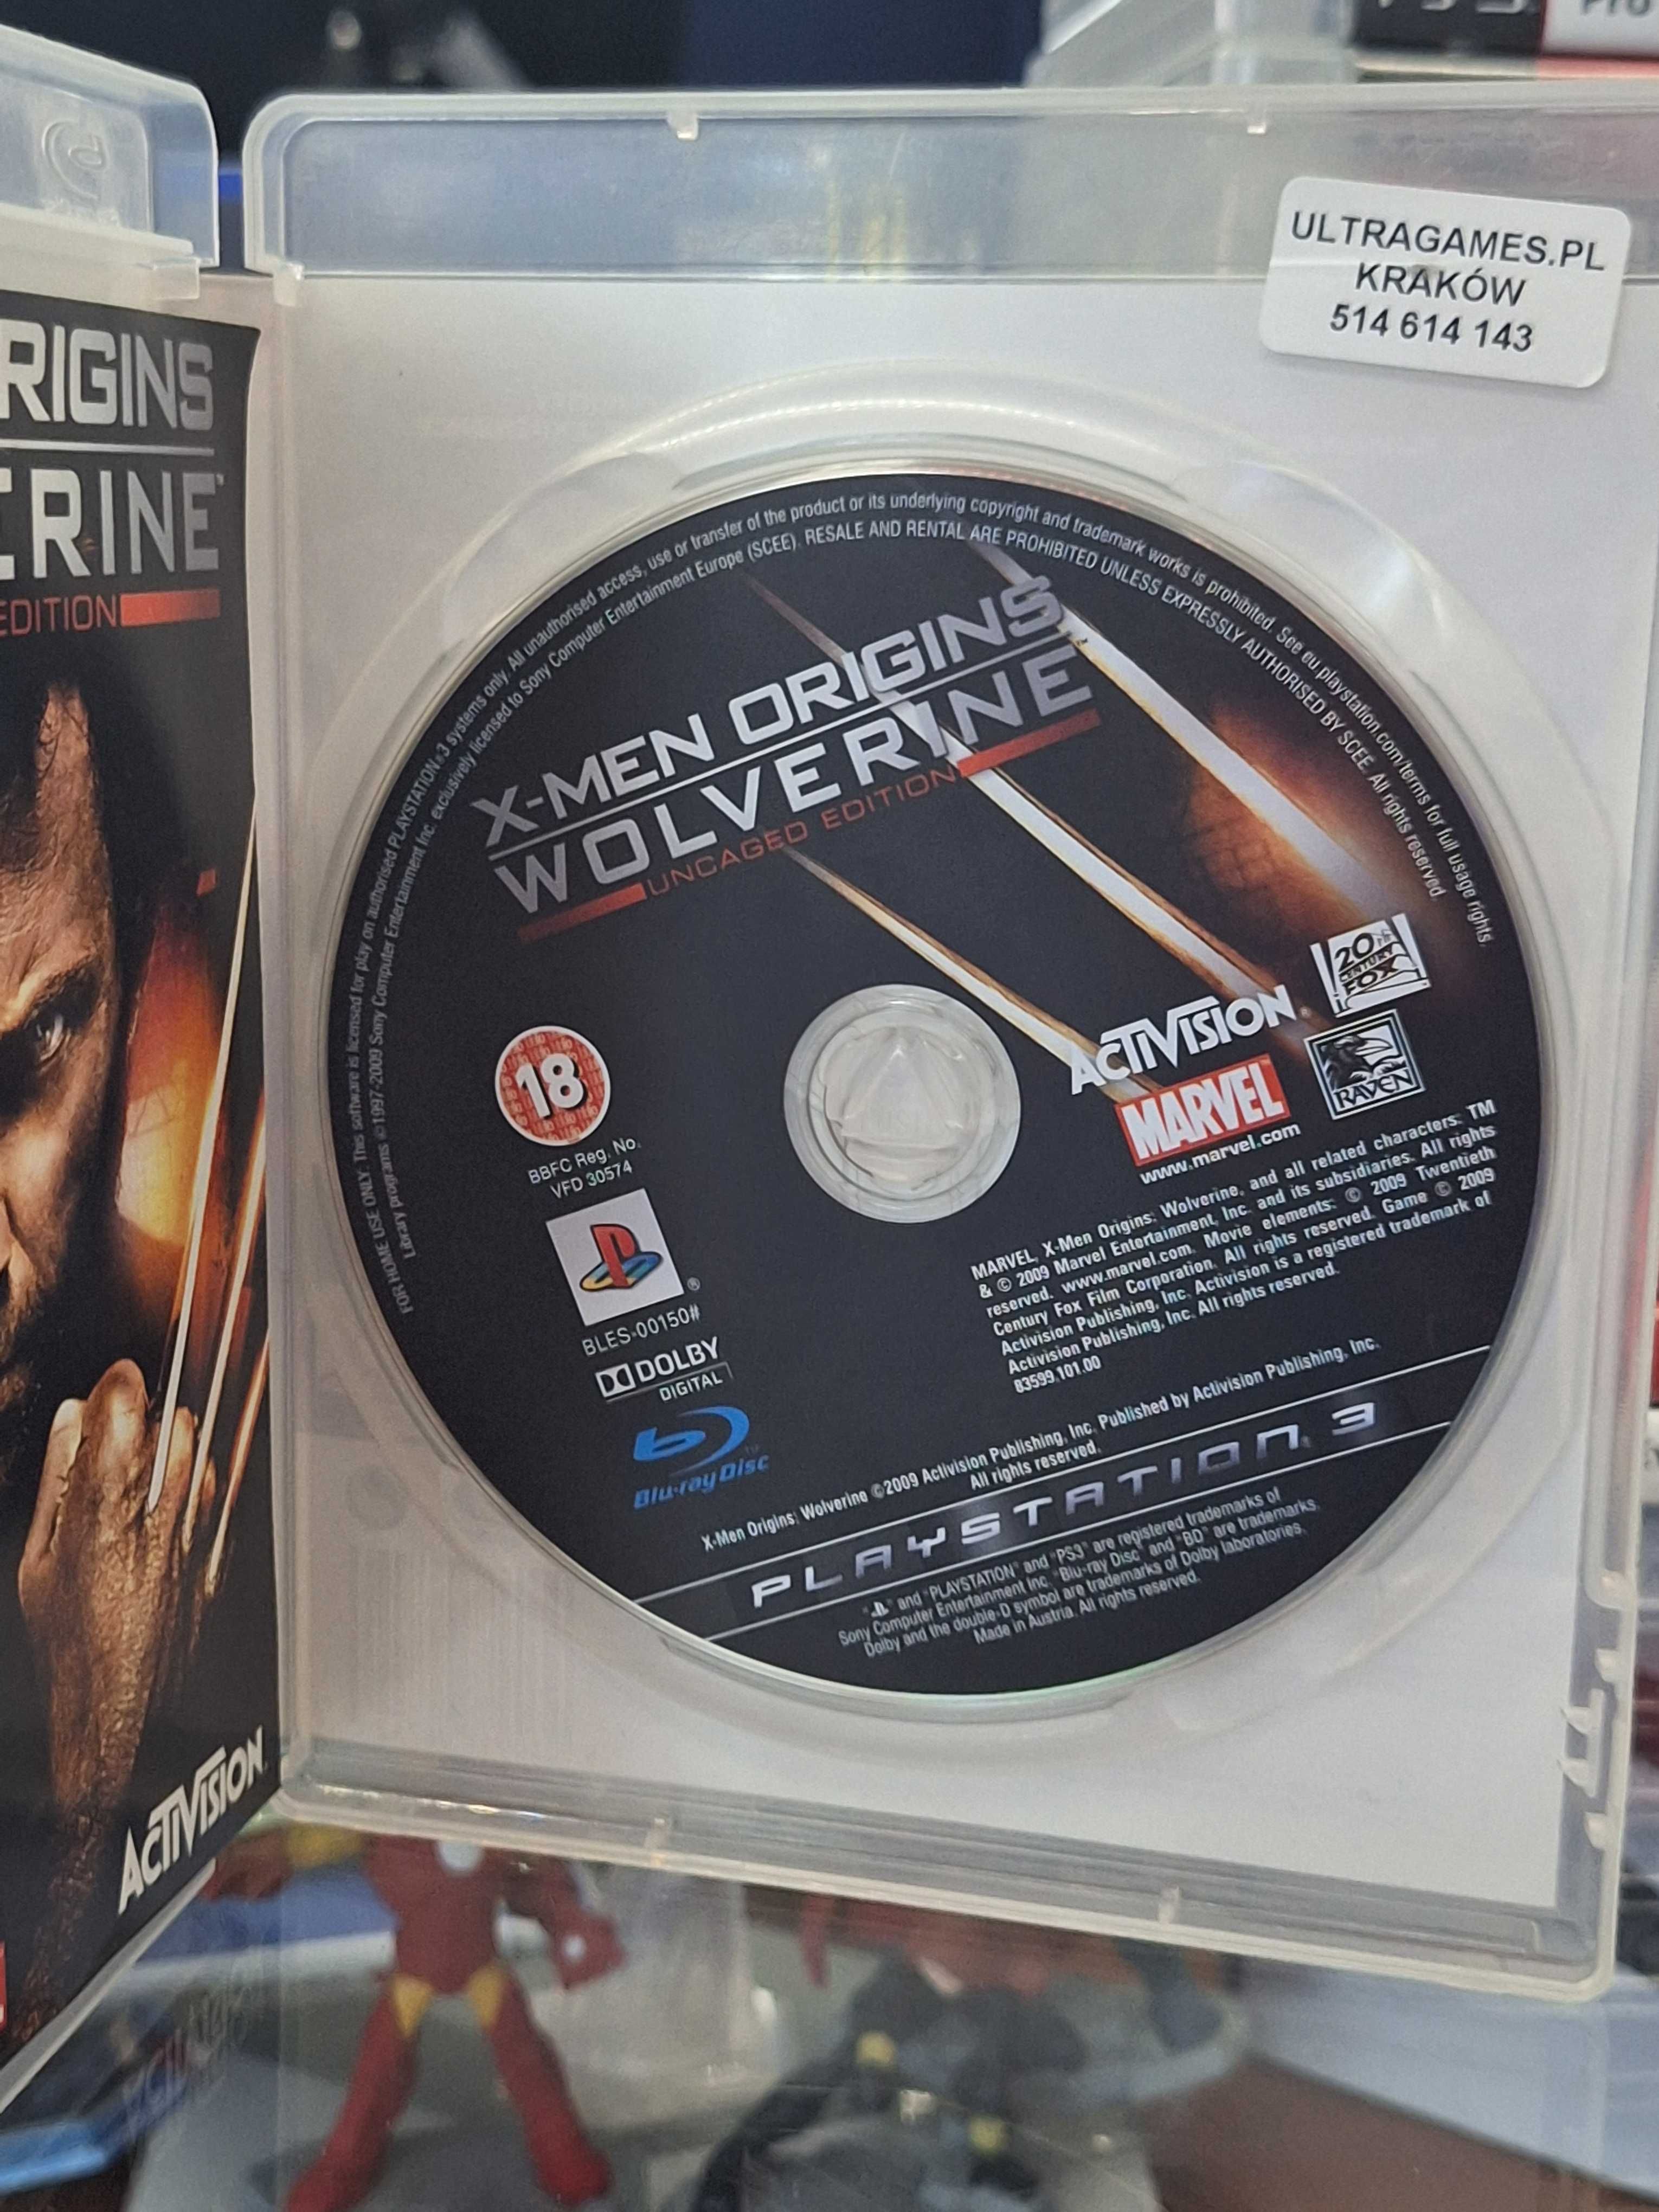 PRO
ULTRAGAMES.PL
KRAKÓW
514 614 143
RIGINS
ERINE™
EDITION
ACTIVISION
FOR HOME USE ONLY. This software is licensed for play on authorised PLAYSTATION®3 systems only. All unauthorised access, use or transfer of the product or its underlying copyright and trademark works is prohibited. See eu.playstation.com/terms for full usage rights.
Library programs ©1997-2009 Sony Computer Entertainment Inc. exclusively licensed to Sony Computer Entertainment Europe (SCEE). RESALE AND RENTAL ARE PROHIBITED UNLESS EXPRESSLY AUTHORISED BY SCEE. All rights reserved.
X-MEN ORIGINS
WOLVERINE™
UNCAGED EDITION
18
BBFC Reg. No.
VFD 30574
®
BLES-00150#
DOLBY
DIGITAL
Blu-ray Disc™
20th
CENTURY
FOX
ACTIVISION®
RAVEN
MARVEL
www.marvel.com
MARVEL, X-Men Origins: Wolverine, and all related characters: TM
& © 2009 Marvel Entertainment, Inc. and its subsidiaries. All rights
reserved. www.marvel.com. Movie elements: © 2009 Twentieth
Century Fox Film Corporation. All rights reserved. Game © 2009
Activision Publishing, Inc. Activision is a registered trademark of
Activision Publishing, Inc. All rights reserved.
83599.101.00
X-Men Origins: Wolverine ©2009 Activision Publishing, Inc. Published by Activision Publishing, Inc.
All rights reserved.
PLAYSTATION®3
" " and "PLAYSTATION" and "PS3" are registered trademarks of
Sony Computer Entertainment Inc. "Blu-ray Disc" and "BD" are trademarks.
Dolby and the double-D symbol are trademarks of Dolby laboratories.
Made in Austria. All rights reserved.